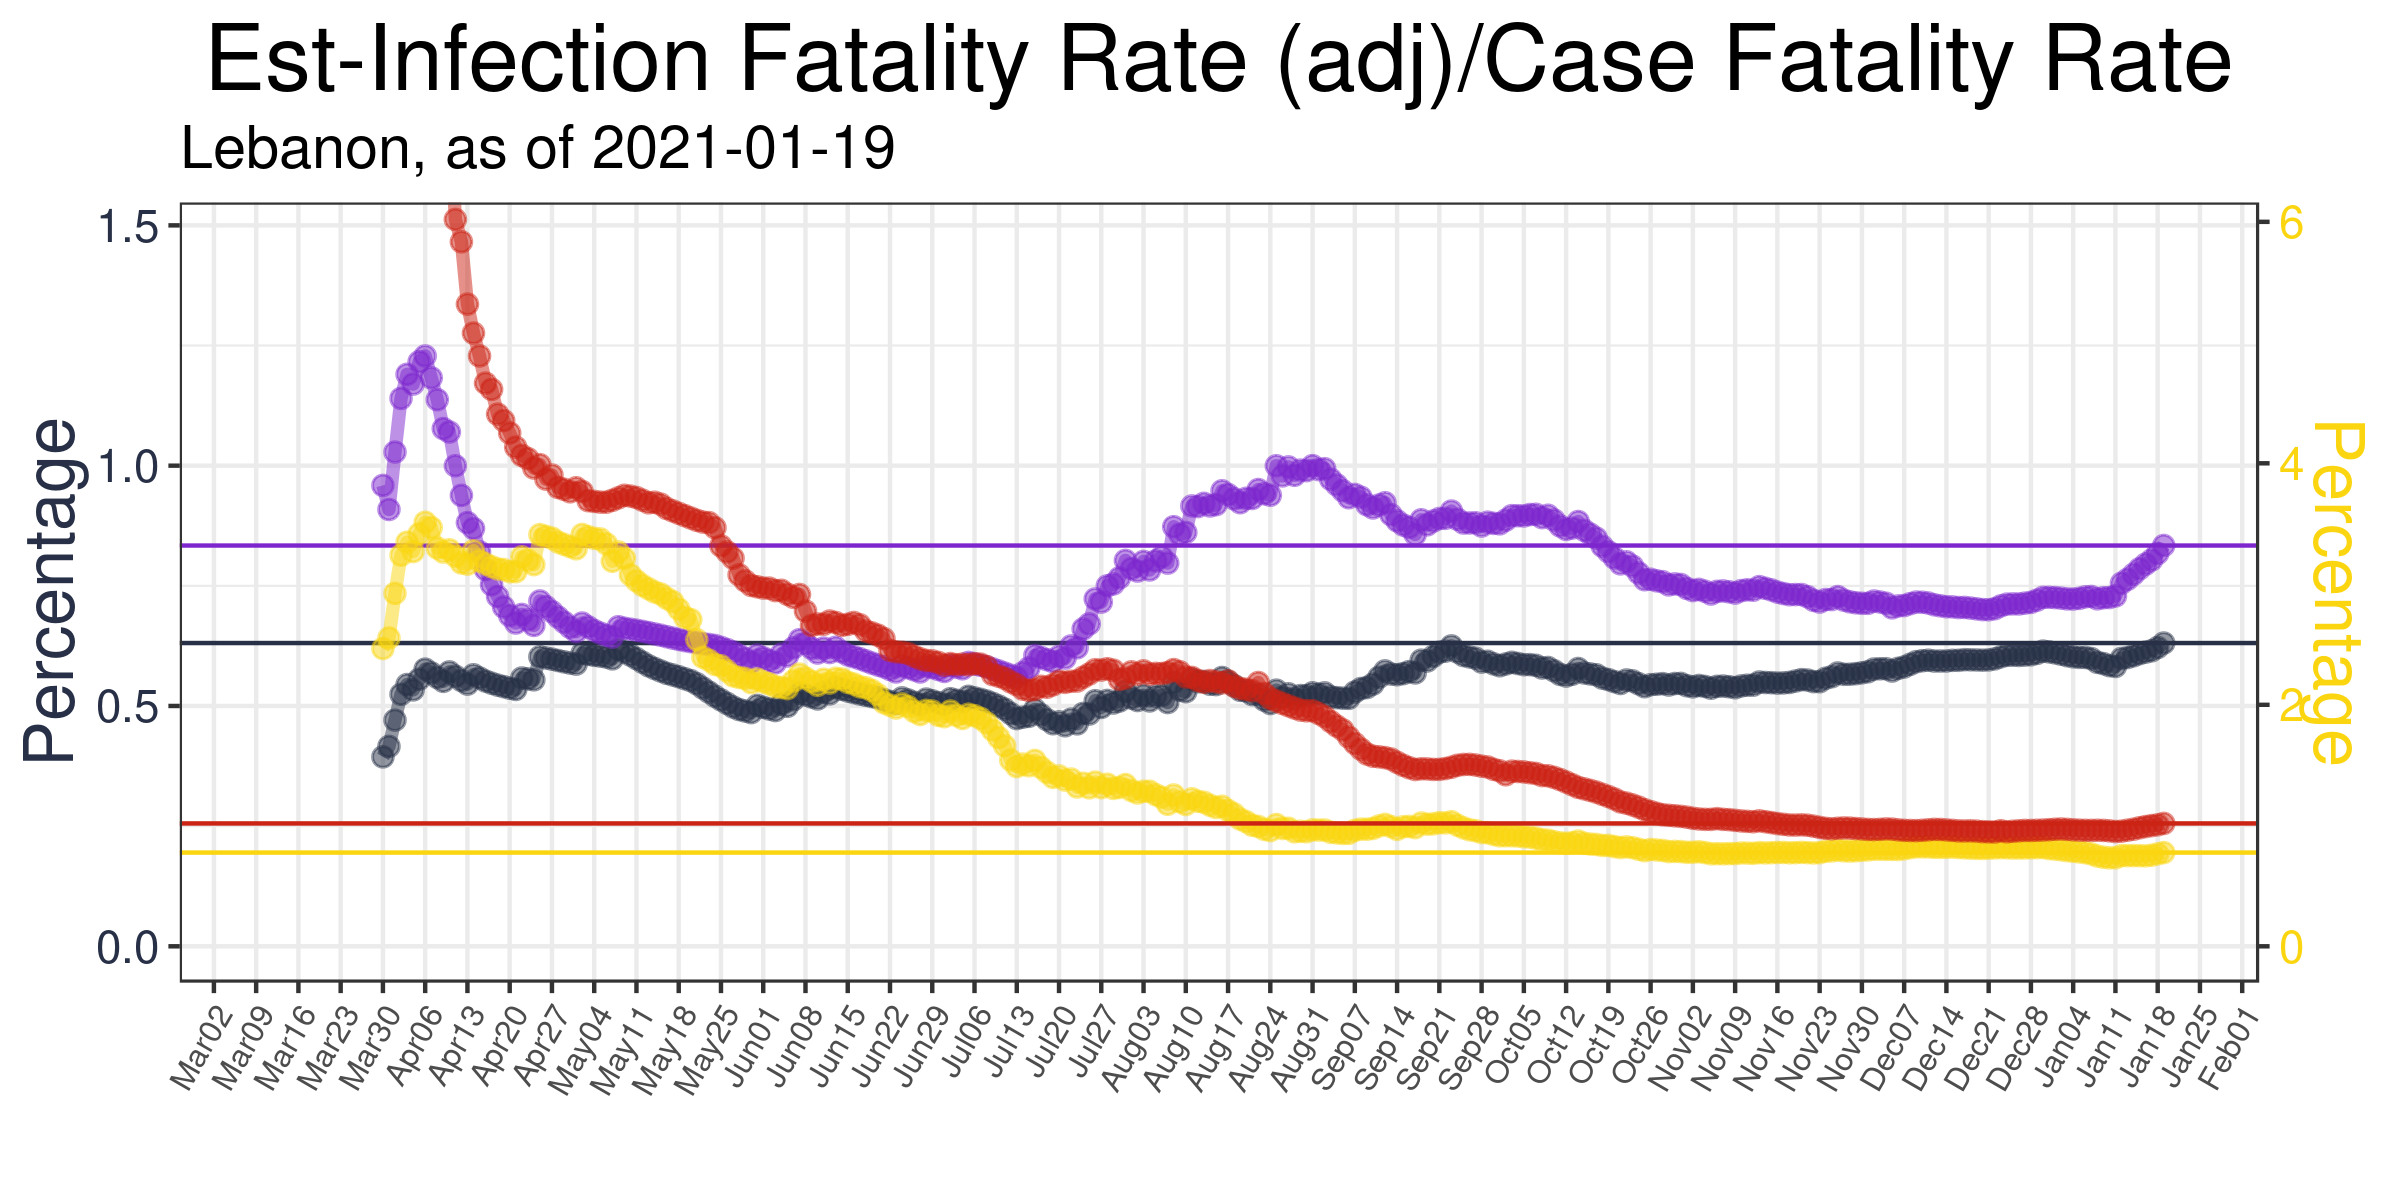 Est-Infection Fatality Rate (adj)/Case Fatality Rate
Lebanon, as of 2021-01-19
Percentage
1.5
1.0
0.5
0.0
6
4
2
0
Percentage
Mar02
Mar09
Mar16
Mar23
Mar30
Apr06
Apr13
Apr20
Apr27
May04
May11
May18
May25
Jun01
Jun08
Jun15
Jun22
Jun29
Jul06
Jul13
Jul20
Jul27
Aug03
Aug10
Aug17
Aug24
Aug31
Sep07
Sep14
Sep21
Sep28
Oct05
Oct12
Oct19
Oct26
Nov02
Nov09
Nov16
Nov23
Nov30
Dec07
Dec14
Dec21
Dec28
Jan04
Jan11
Jan18
Jan25
Feb01